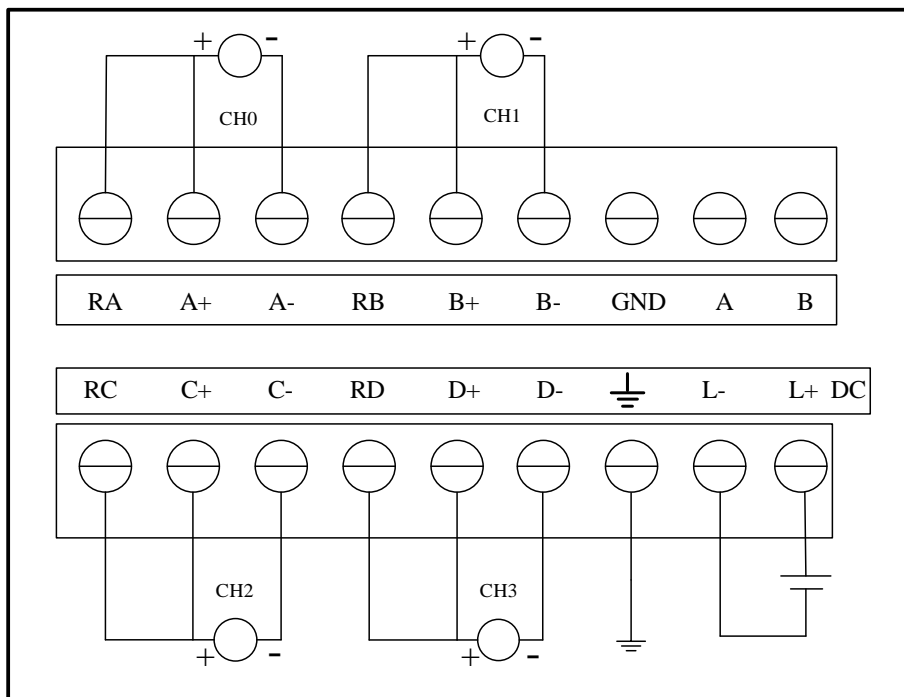 + -
+ -
CH0
CH1
RA A+ A- RB B+ B- GND A B
RC C+ C- RD D+ D- L- L+ DC
CH2
CH3
+ -
+ -